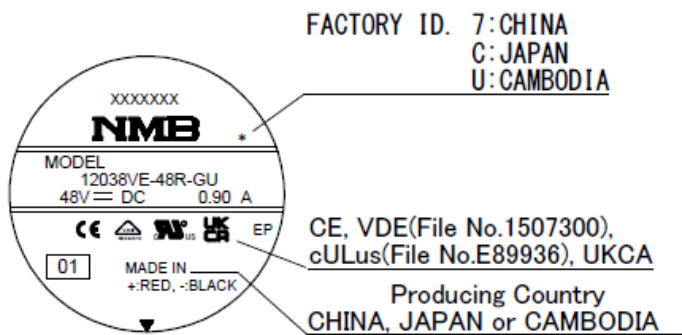 FACTORY ID. 7:CHINA
C:JAPAN
U:CAMBODIA
XXXXXXX
NMB *
MODEL
12038VE-48R-GU
48V DC 0.90 A
CE UK CA EP
01
MADE IN
+:RED, -:BLACK
CE, VDE(File No.1507300),
cULus(File No.E89936), UKCA
Producing Country
CHINA, JAPAN or CAMBODIA